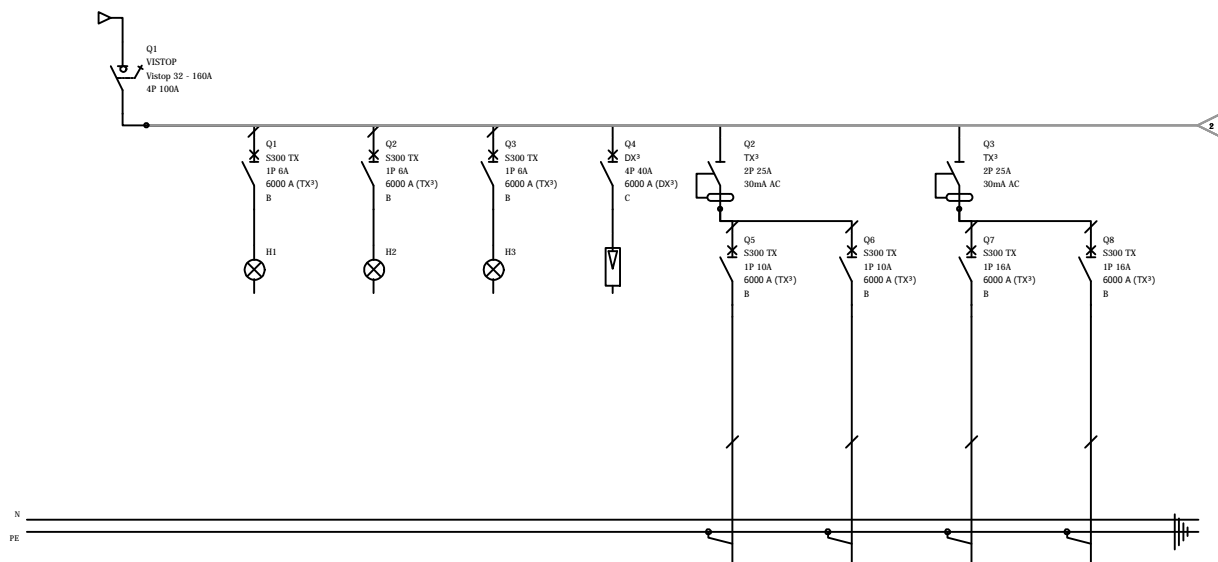 Q1
VISTOP
Vistop 32 - 160A
4P 100A
2
Q1
S300 TX
1P 6A
6000 A (TX³)
B
Q2
S300 TX
1P 6A
6000 A (TX³)
B
Q3
S300 TX
1P 6A
6000 A (TX³)
B
Q4
DX³
4P 40A
6000 A (DX³)
C
Q2
TX³
2P 25A
30mA AC
Q3
TX³
2P 25A
30mA AC
H1
H2
H3
Q5
S300 TX
1P 10A
6000 A (TX³)
B
Q6
S300 TX
1P 10A
6000 A (TX³)
B
Q7
S300 TX
1P 16A
6000 A (TX³)
B
Q8
S300 TX
1P 16A
6000 A (TX³)
B
N
PE